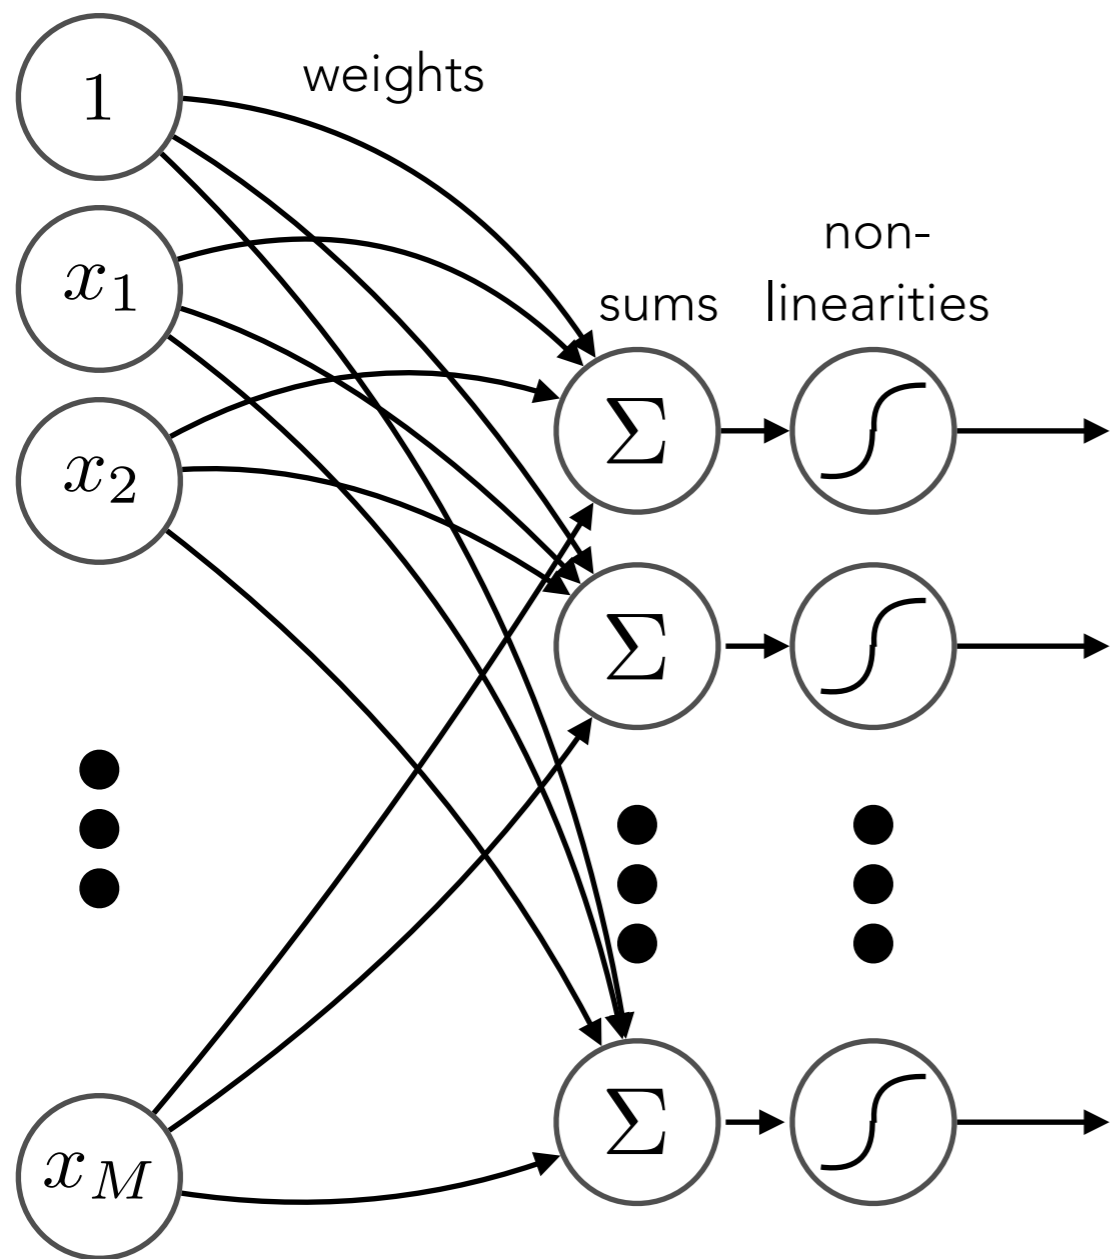 1
weights
x1
non-
sums linearities
x2
Σ
Σ
Σ
xM